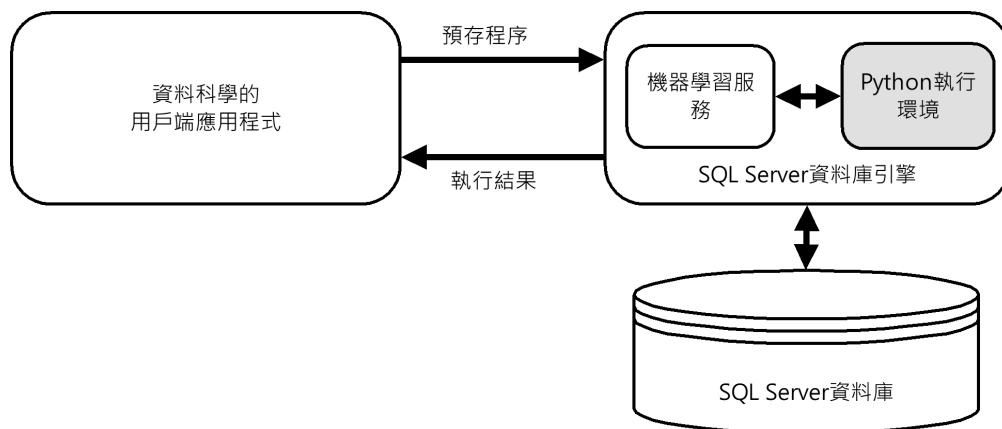 預存程序
資料科學的
用戶端應用程式
機器學習服
務
Python執行
環境
執行結果
SQL Server資料庫引擎
SQL Server資料庫